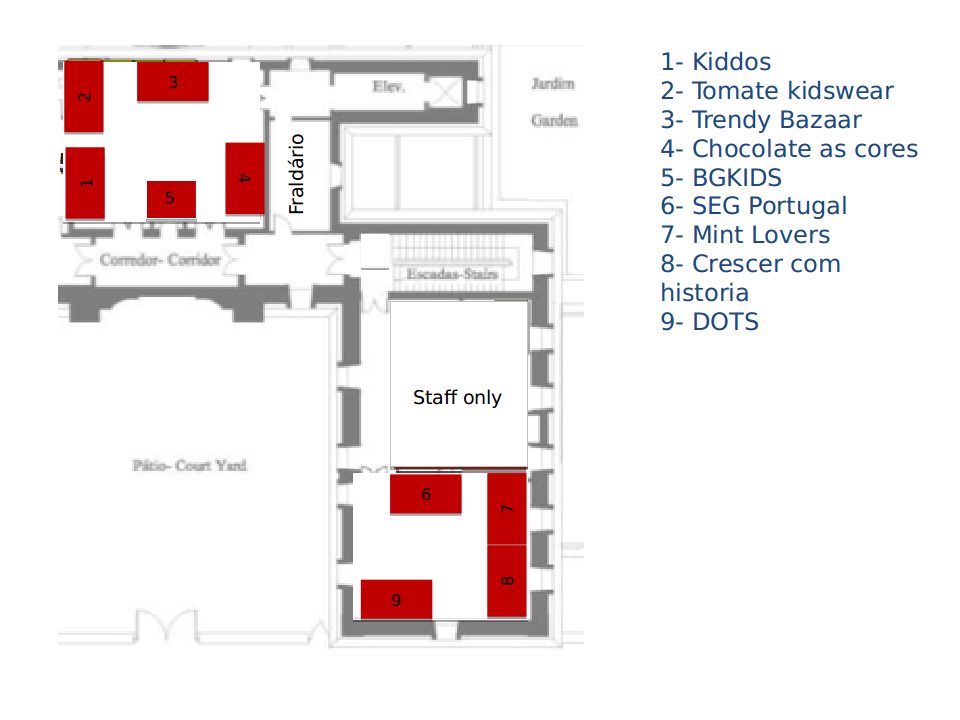 2
3
1
5
4
Elev.
Fraldário
Jardim
Garden
Corredor- Corridor
Escadas-Stairs
Staff only
Pátio- Court Yard
6
7
8
9
1- Kiddos
2- Tomate kidswear
3- Trendy Bazaar
4- Chocolate as cores
5- BGKIDS
6- SEG Portugal
7- Mint Lovers
8- Crescer com
historia
9- DOTS